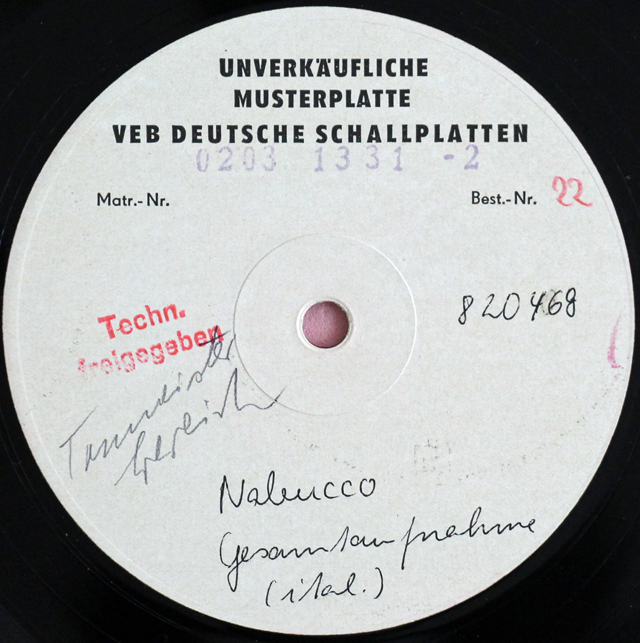 UNVERKÄUFLICHE
MUSTERPLATTE
VEB DEUTSCHE SCHALLPLATTEN
0203 1331 -2
Matr.-Nr.
Best.-Nr. 22
820468
Techn.
freigegeben
Tonmeister
Nabucco
Gesamtaufnahme
(ital.)